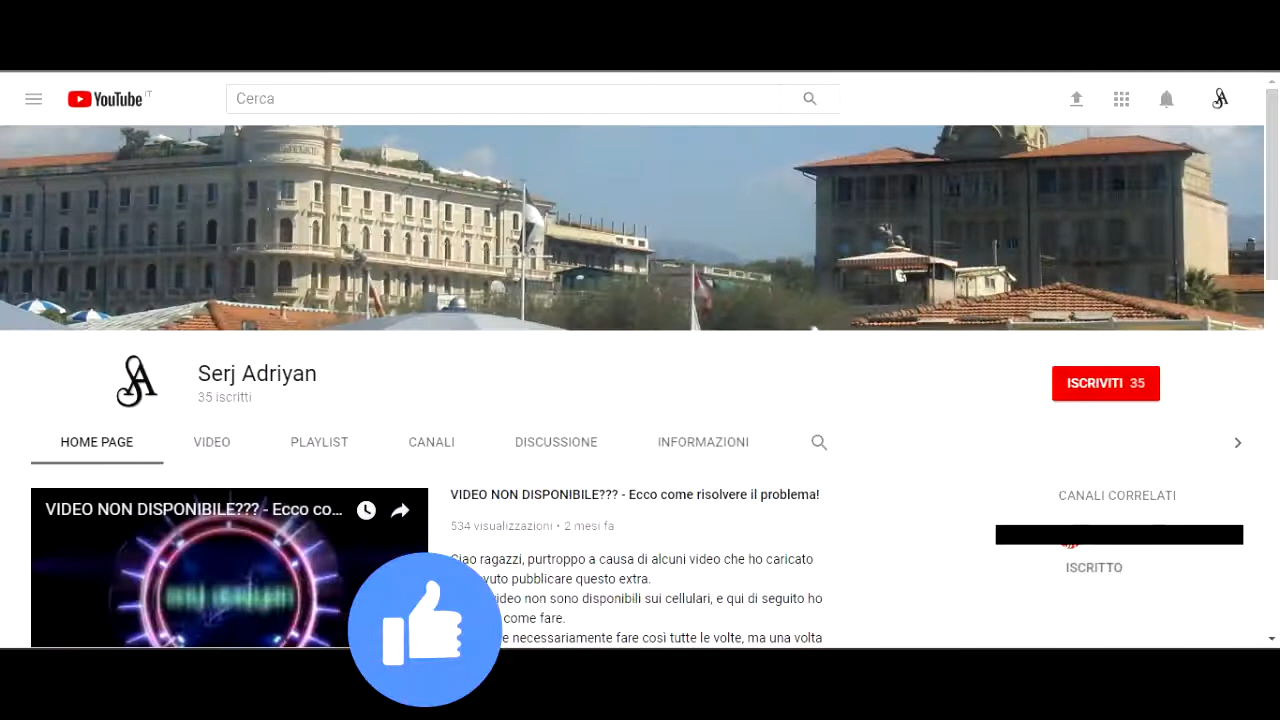 YouTube IT
Cerca
Serj Adriyan
35 iscritti
ISCRIVITI 35
HOME PAGE
VIDEO
PLAYLIST
CANALI
DISCUSSIONE
INFORMAZIONI
VIDEO NON DISPONIBILE??? - Ecco co...
VIDEO NON DISPONIBILE??? - Ecco come risolvere il problema!
534 visualizzazioni • 2 mesi fa
Ciao ragazzi, purtroppo a causa di alcuni video che ho caricato
vuto pubblicare questo extra.
ideo non sono disponibili sui cellulari, e qui di seguito ho
come fare.
e necessariamente fare così tutte le volte, ma una volta
CANALI CORRELATI
ISCRITTO